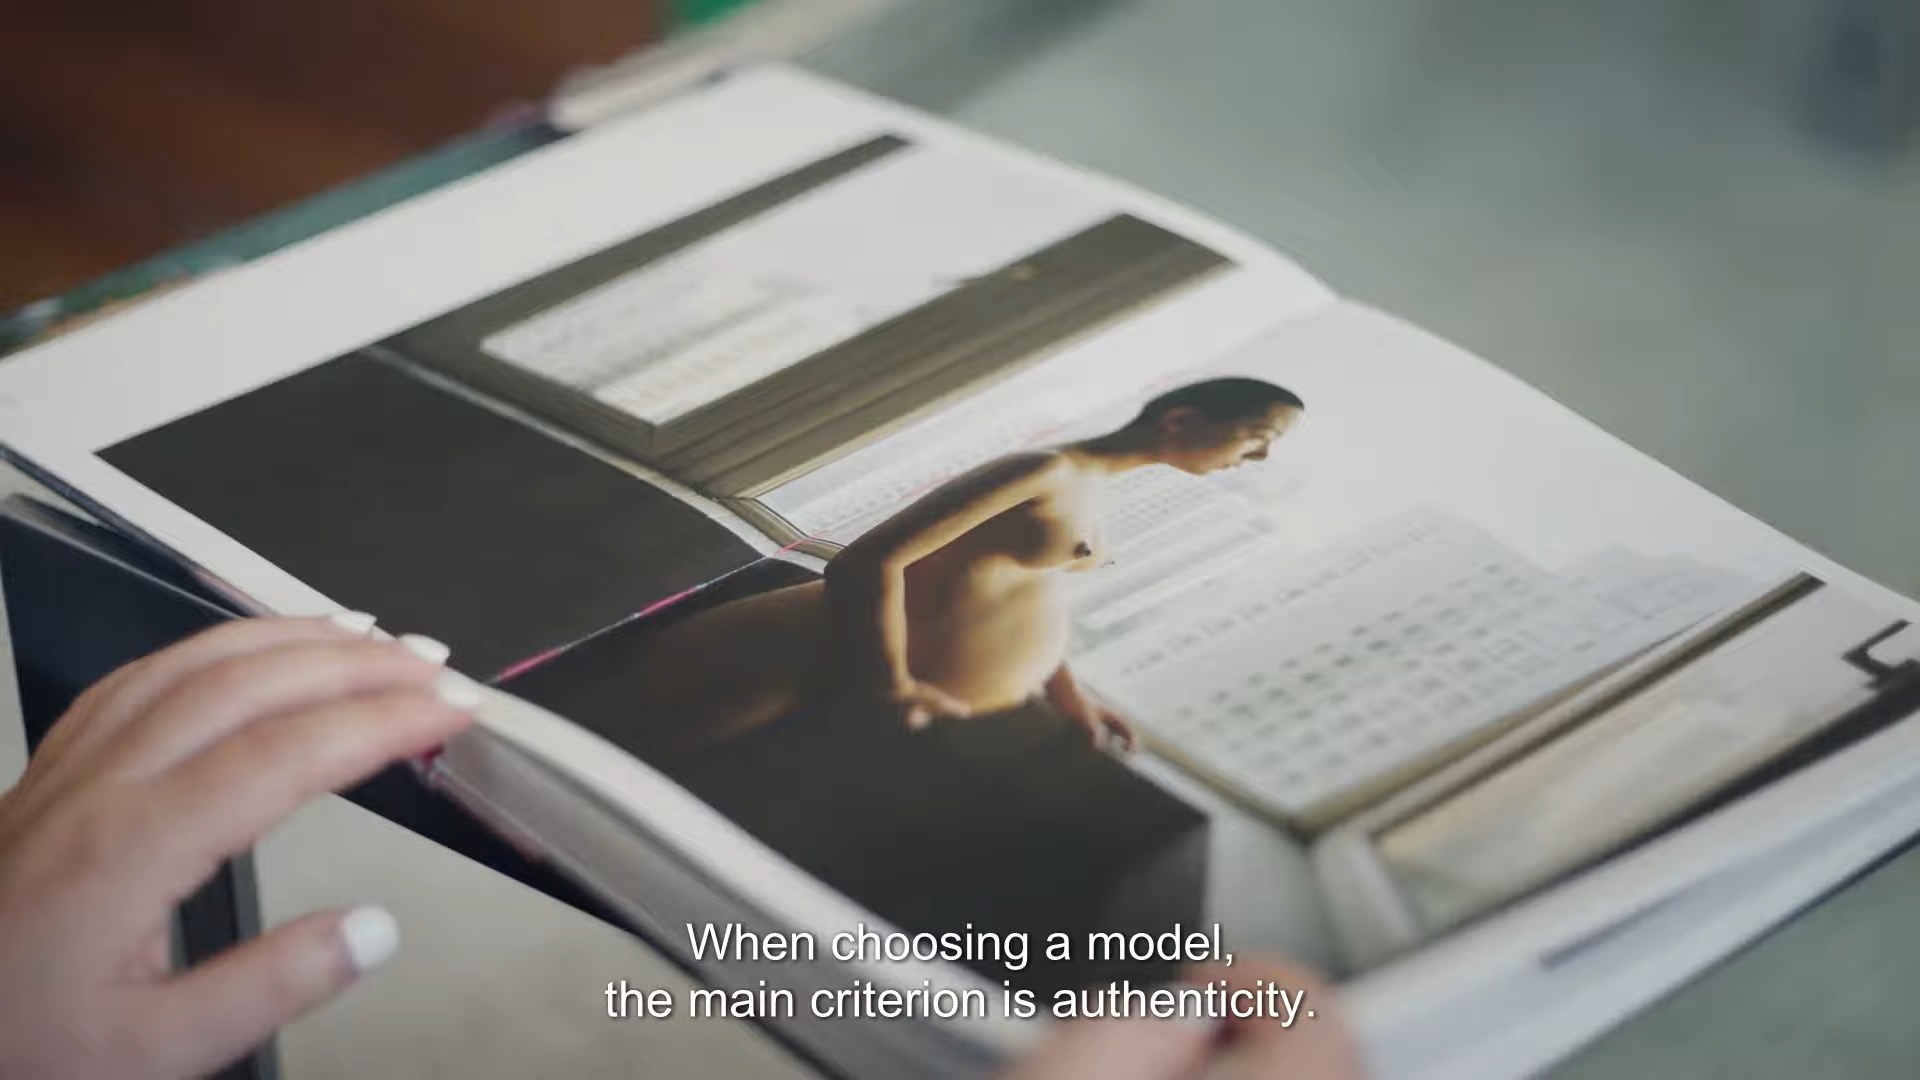 When choosing a model,
the main criterion is authenticity.